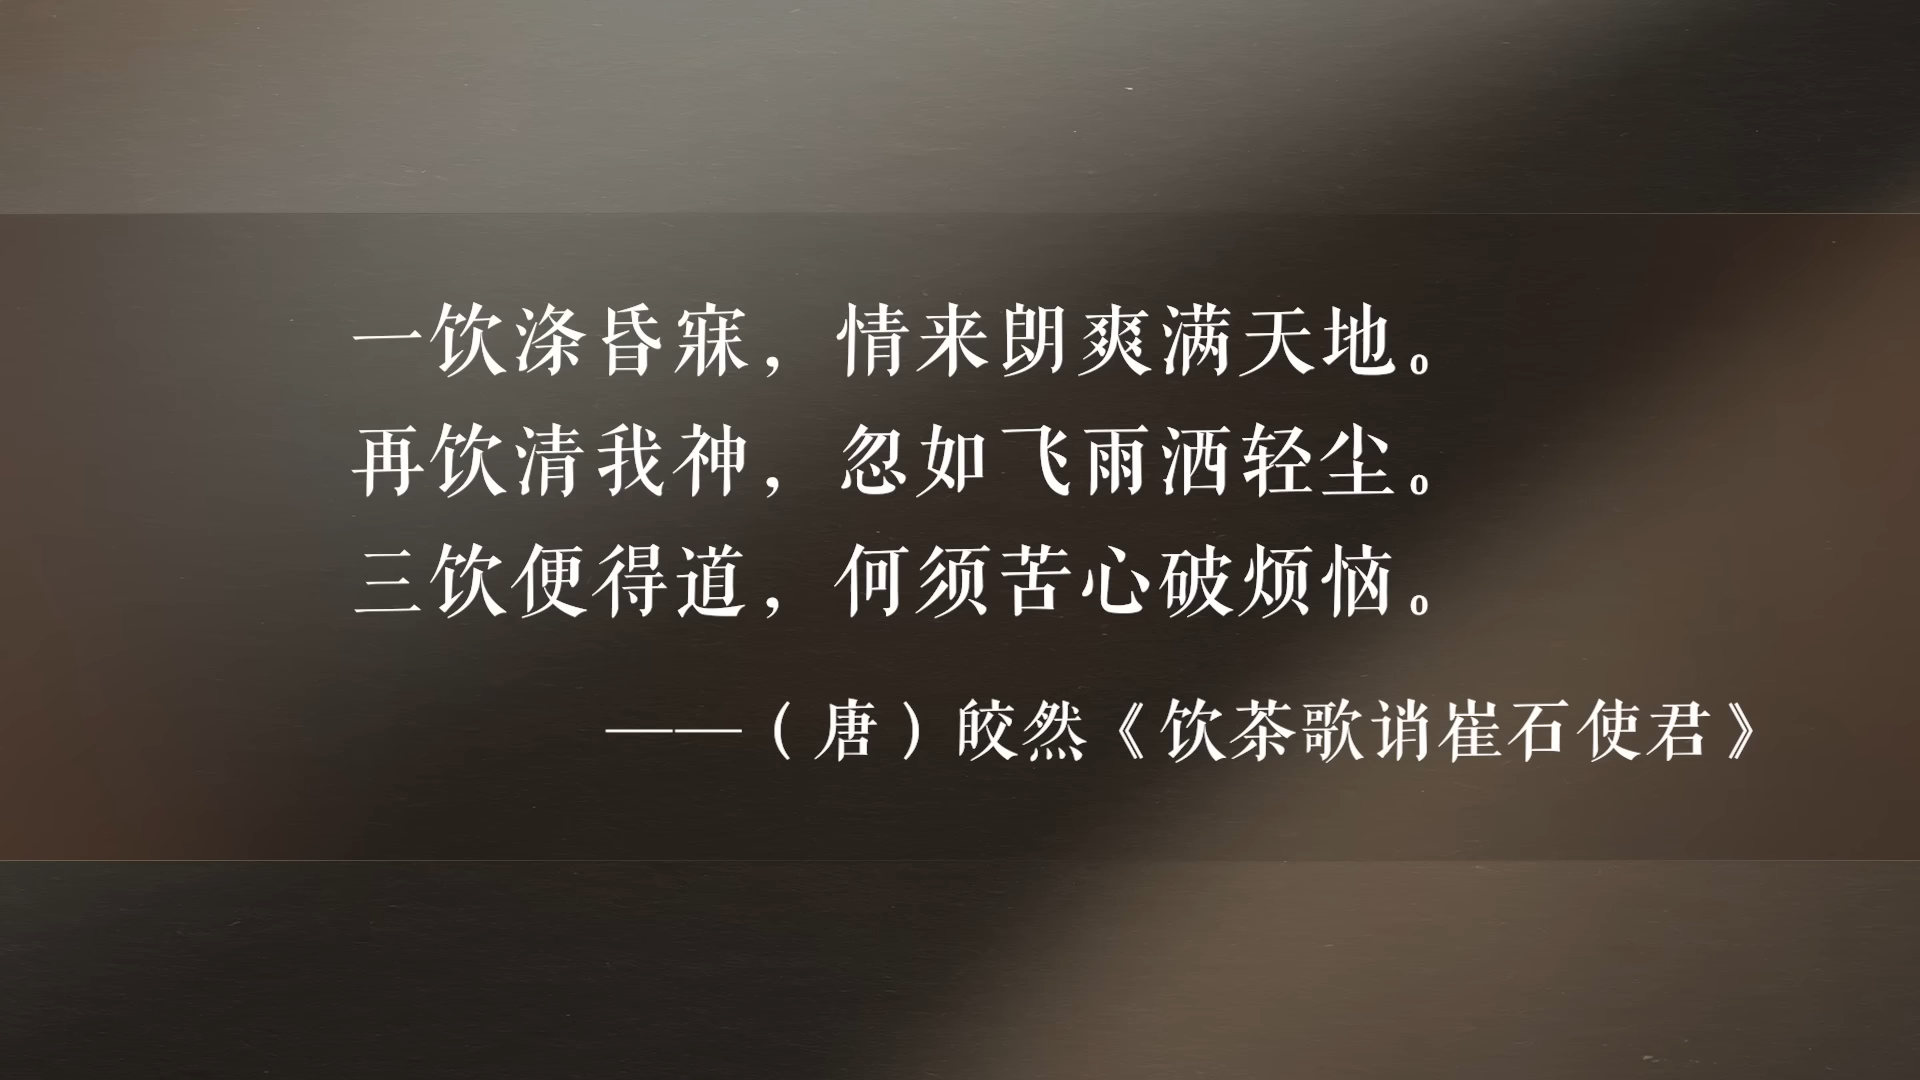 一饮涤昏寐，情来朗爽满天地。
再饮清我神，忽如飞雨洒轻尘。
三饮便得道，何须苦心破烦恼。
——（唐）皎然《饮茶歌诮崔石使君》